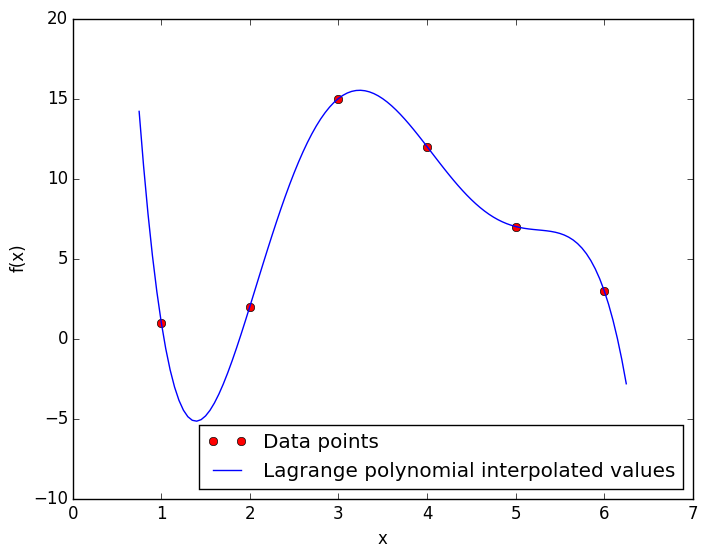 20
15
10
5
0
−5
−10
f(x)
Data points
Lagrange polynomial interpolated values
0 1 2 3 4 5 6 7
x